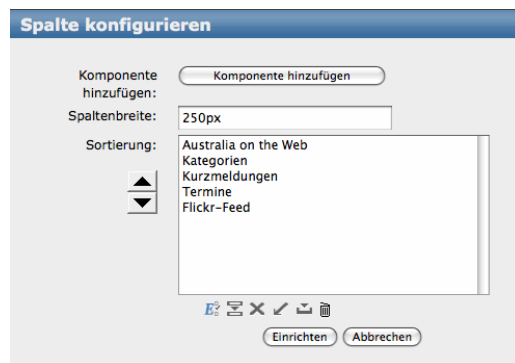 Spalte konfigurieren
Komponente
hinzufügen:
Komponente hinzufügen
Spaltenbreite:
250px
Sortierung:
Australia on the Web
Kategorien
Kurzmeldungen
Termine
Flickr-Feed
Einrichten
Abbrechen